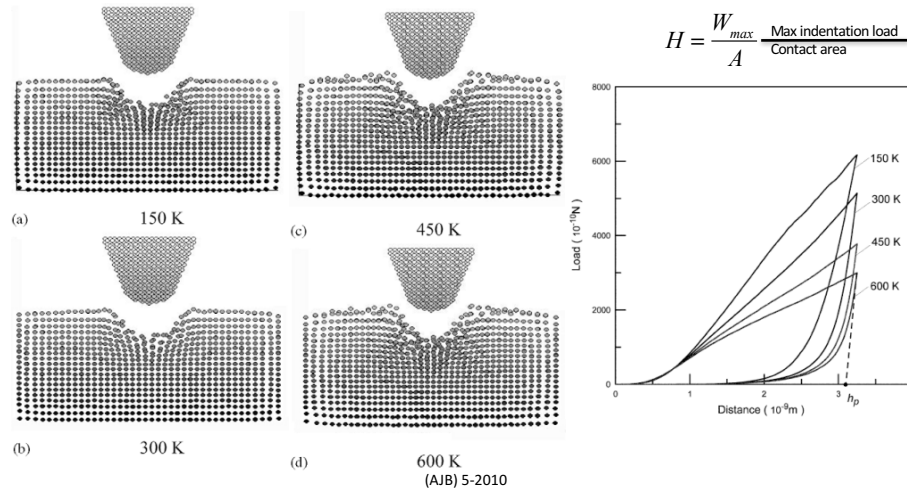 H = W_max / A
Max indentation load
Contact area
(a) 150 K
(c) 450 K
(b) 300 K
(d) 600 K
8000
6000
4000
2000
0
Load ( 10⁻¹⁰N )
0 1 2 3
Distance ( 10⁻⁹m )
h_p
150 K
300 K
450 K
600 K
(AJB) 5-2010